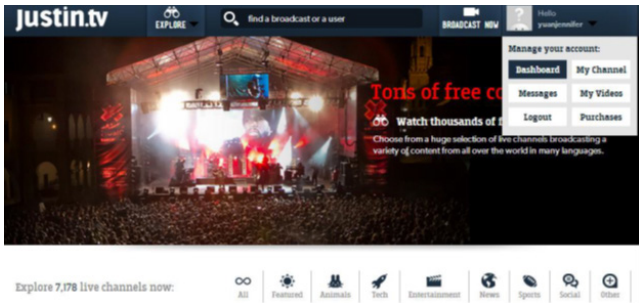 Justin.tv
EXPLORE
find a broadcast or a user
BROADCAST NOW
Hello
yuanjennifer
Manage your account:
Dashboard
My Channel
Messages
My Videos
Logout
Purchases
Tons of free co
Watch thousands of f
Choose from a huge selection of live channels broadcasting a
variety of content from all over the world in many languages.
Explore 7,178 live channels now:
All
Featured
Animals
Tech
Entertainment
News
Sports
Social
Other